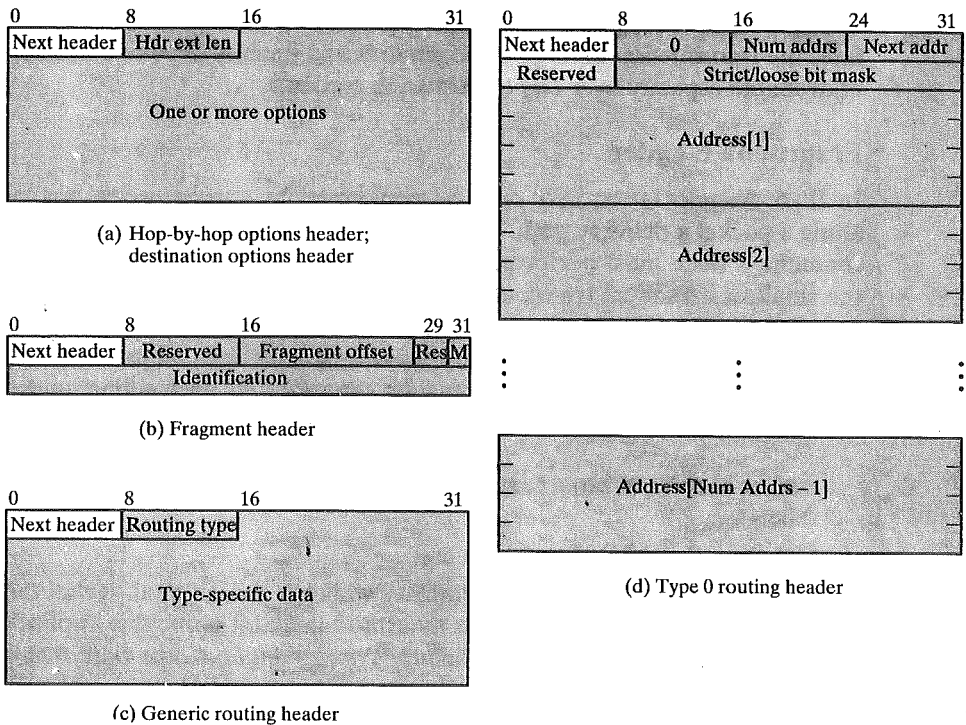 0 8 16 31
Next header Hdr ext len
One or more options
(a) Hop-by-hop options header;
destination options header
0 8 16 29 31
Next header Reserved Fragment offset Res M
Identification
(b) Fragment header
0 8 16 31
Next header Routing type
Type-specific data
(c) Generic routing header
0 8 16 24 31
Next header 0 Num addrs Next addr
Reserved Strict/loose bit mask
Address[1]
Address[2]
Address[Num Addrs – 1]
(d) Type 0 routing header